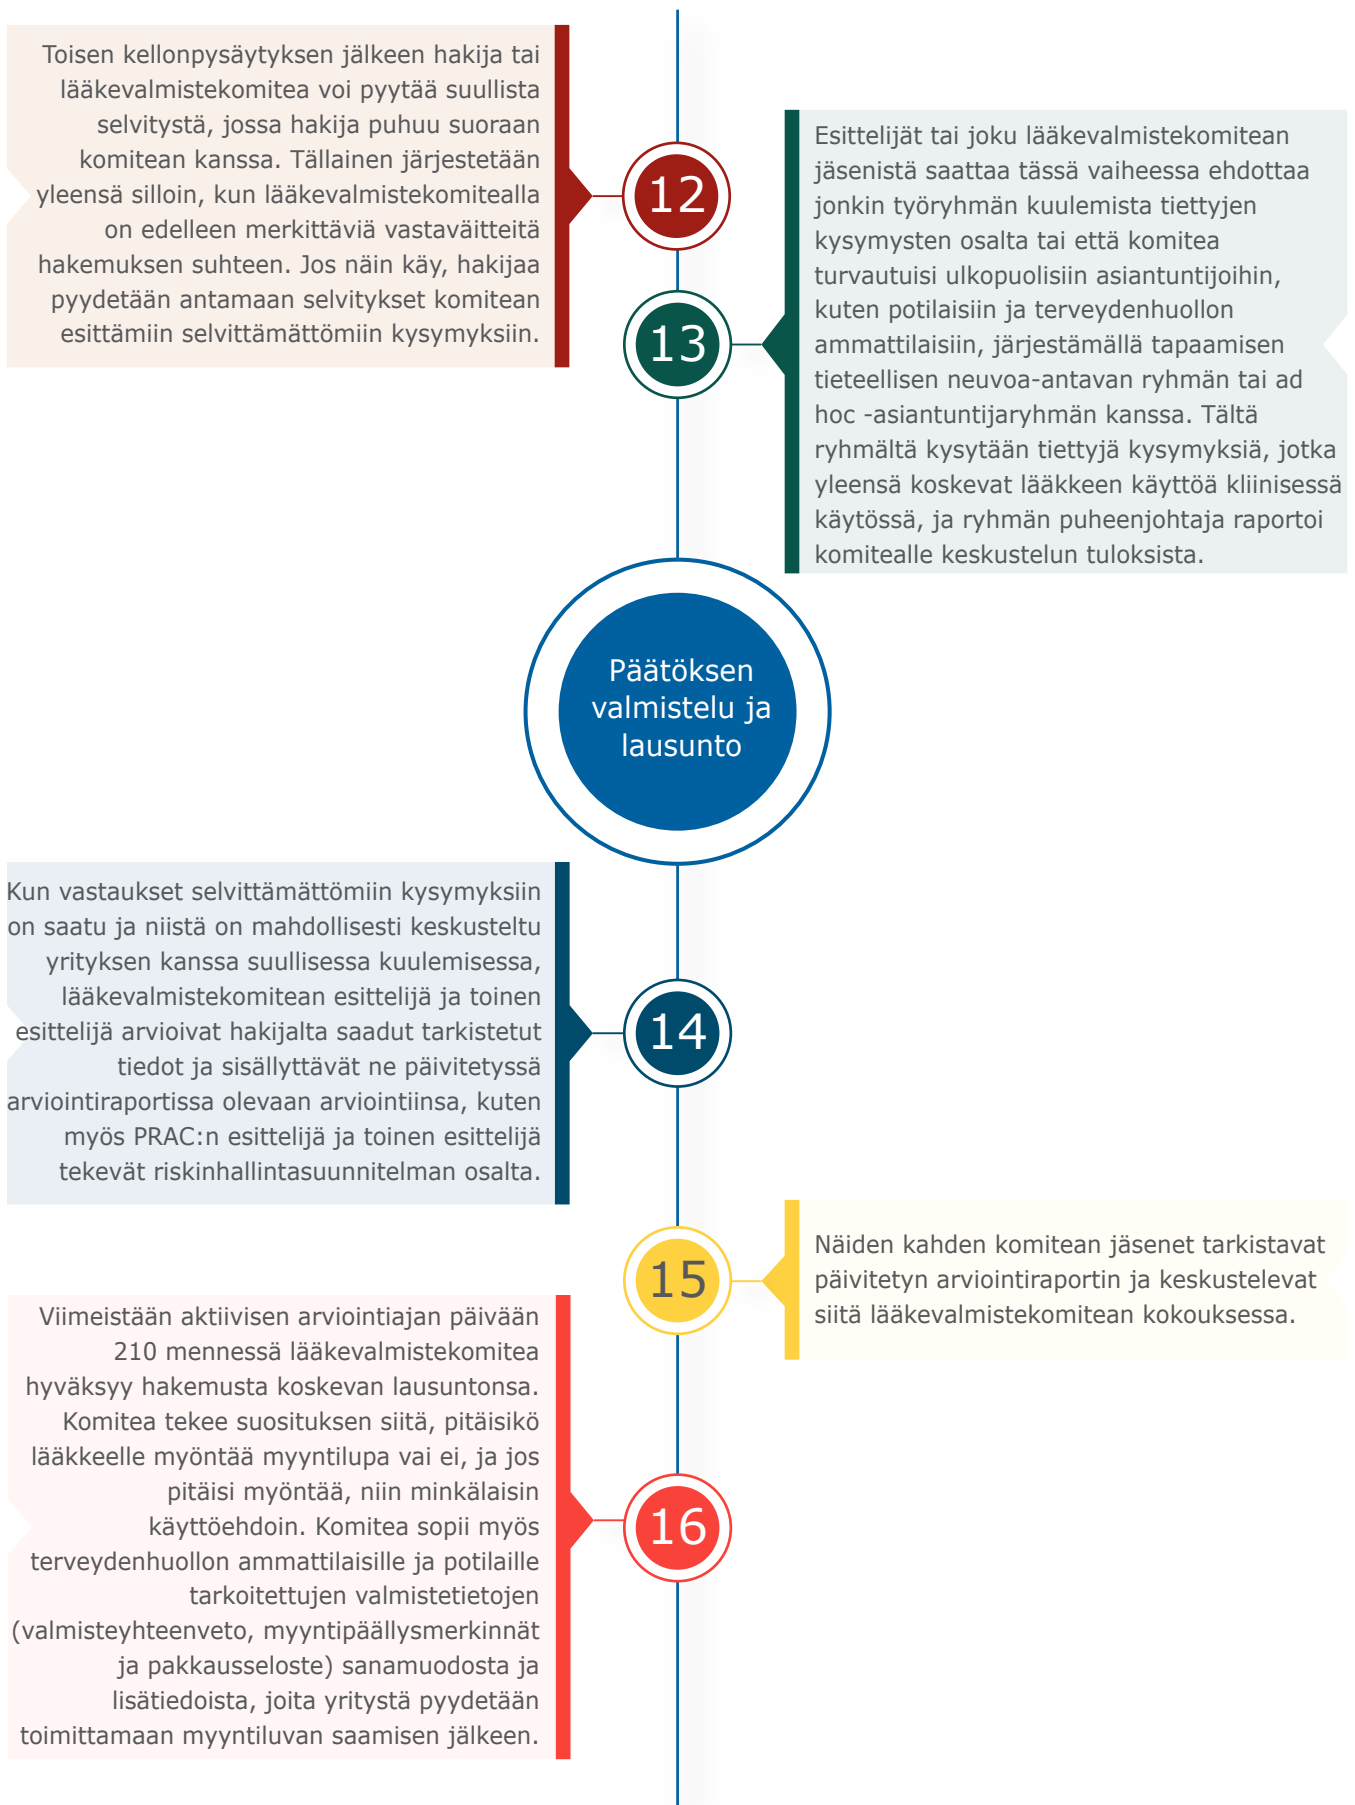 Toisen kellonpysäytyksen jälkeen hakija tai
lääkevalmistekomitea voi pyytää suullista
selvitystä, jossa hakija puhuu suoraan
komitean kanssa. Tällainen järjestetään
yleensä silloin, kun lääkevalmistekomitealla
on edelleen merkittäviä vastaväitteitä
hakemuksen suhteen. Jos näin käy, hakijaa
pyydetään antamaan selvitykset komitean
esittämiin selvittämättömiin kysymyksiin.
12
13
Esittelijät tai joku lääkevalmistekomitean
jäsenistä saattaa tässä vaiheessa ehdottaa
jonkin työryhmän kuulemista tiettyjen
kysymysten osalta tai että komitea
turvautuisi ulkopuolisiin asiantuntijoihin,
kuten potilaisiin ja terveydenhuollon
ammattilaisiin, järjestämällä tapaamisen
tieteellisen neuvoa-antavan ryhmän tai ad
hoc -asiantuntijaryhmän kanssa. Tältä
ryhmältä kysytään tiettyjä kysymyksiä, jotka
yleensä koskevat lääkkeen käyttöä kliinisessä
käytössä, ja ryhmän puheenjohtaja raportoi
komitealle keskustelun tuloksista.
Päätöksen
valmistelu ja
lausunto
Kun vastaukset selvittämättömiin kysymyksiin
on saatu ja niistä on mahdollisesti keskusteltu
yrityksen kanssa suullisessa kuulemisessa,
lääkevalmistekomitean esittelijä ja toinen
esittelijä arvioivat hakijalta saadut tarkistetut
tiedot ja sisällyttävät ne päivitetyssä
arviointiraportissa olevaan arviointiinsa, kuten
myös PRAC:n esittelijä ja toinen esittelijä
tekevät riskinhallintasuunnitelman osalta.
14
15
Näiden kahden komitean jäsenet tarkistavat
päivitetyn arviointiraportin ja keskustelevat
siitä lääkevalmistekomitean kokouksessa.
Viimeistään aktiivisen arviointiajan päivään
210 mennessä lääkevalmistekomitea
hyväksyy hakemusta koskevan lausuntonsa.
Komitea tekee suosituksen siitä, pitäisikö
lääkkeelle myöntää myyntilupa vai ei, ja jos
pitäisi myöntää, niin minkälaisin
käyttöehdoin. Komitea sopii myös
terveydenhuollon ammattilaisille ja potilaille
tarkoitettujen valmistetietojen
(valmisteyhteenveto, myyntipäällysmerkinnät
ja pakkausseloste) sanamuodosta ja
lisätiedoista, joita yritystä pyydetään
toimittamaan myyntiluvan saamisen jälkeen.
16